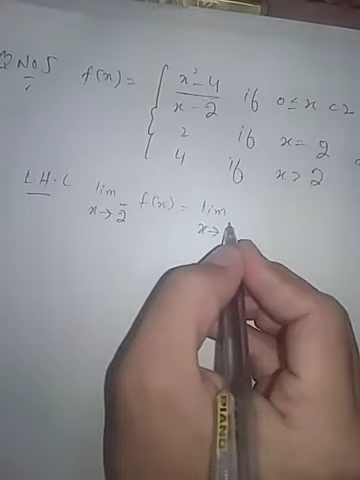 Q No 5 f(x) = { x² - 4 / x - 2 if 0 ≤ x < 2
2 if x = 2
4 if x > 2
L.H.L lim x→2⁻ f(x) = lim x→
PIANO